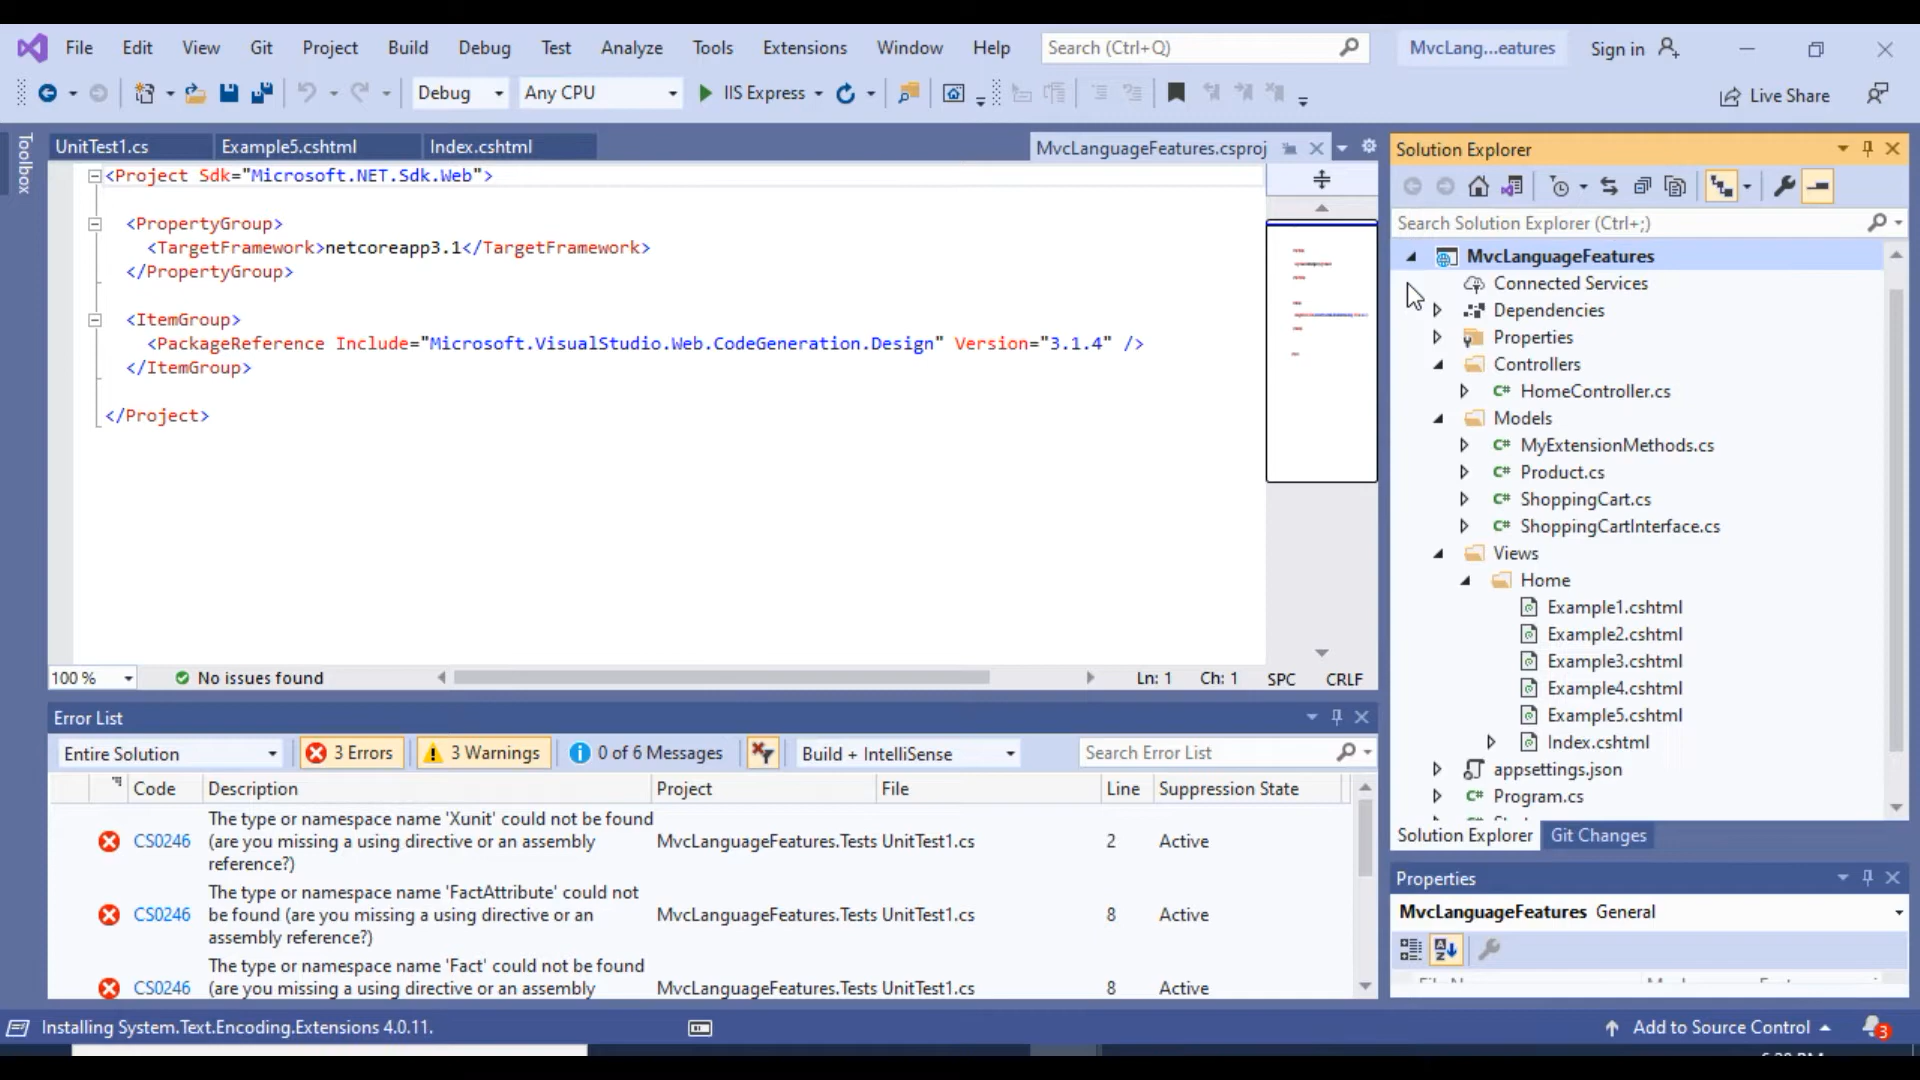 File Edit View Git Project Build Debug Test Analyze Tools Extensions Window Help Search (Ctrl+Q) MvcLang...eatures Sign in
Debug Any CPU IIS Express Live Share
Toolbox
UnitTest1.cs Example5.cshtml Index.cshtml MvcLanguageFeatures.csproj
<Project Sdk="Microsoft.NET.Sdk.Web">
<PropertyGroup>
<TargetFramework>netcoreapp3.1</TargetFramework>
</PropertyGroup>
<ItemGroup>
<PackageReference Include="Microsoft.VisualStudio.Web.CodeGeneration.Design" Version="3.1.4" />
</ItemGroup>
</Project>
100 % No issues found Ln: 1 Ch: 1 SPC CRLF
Error List
Entire Solution 3 Errors 3 Warnings 0 of 6 Messages Build + IntelliSense Search Error List
Code Description Project File Line Suppression State
The type or namespace name 'Xunit' could not be found
CS0246 (are you missing a using directive or an assembly MvcLanguageFeatures.Tests UnitTest1.cs 2 Active
reference?)
The type or namespace name 'FactAttribute' could not
CS0246 be found (are you missing a using directive or an MvcLanguageFeatures.Tests UnitTest1.cs 8 Active
assembly reference?)
The type or namespace name 'Fact' could not be found
CS0246 (are you missing a using directive or an assembly MvcLanguageFeatures.Tests UnitTest1.cs 8 Active
Solution Explorer
Search Solution Explorer (Ctrl+;)
MvcLanguageFeatures
Connected Services
Dependencies
Properties
Controllers
C# HomeController.cs
Models
C# MyExtensionMethods.cs
C# Product.cs
C# ShoppingCart.cs
C# ShoppingCartInterface.cs
Views
Home
Example1.cshtml
Example2.cshtml
Example3.cshtml
Example4.cshtml
Example5.cshtml
Index.cshtml
appsettings.json
C# Program.cs
Solution Explorer Git Changes
Properties
MvcLanguageFeatures General
Installing System.Text.Encoding.Extensions 4.0.11. Add to Source Control 3